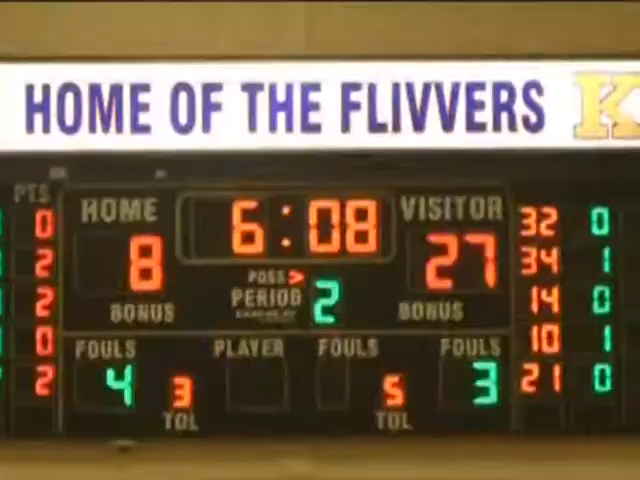 HOME OF THE FLIVVERS K
PTS
HOME 6:08 VISITOR
0 8 27 32 0
2 POSS > 34 1
2 BONUS PERIOD 2 BONUS 14 0
0 FOULS PLAYER FOULS FOULS 10 1
2 4 3 5 3 21 0
TOL TOL